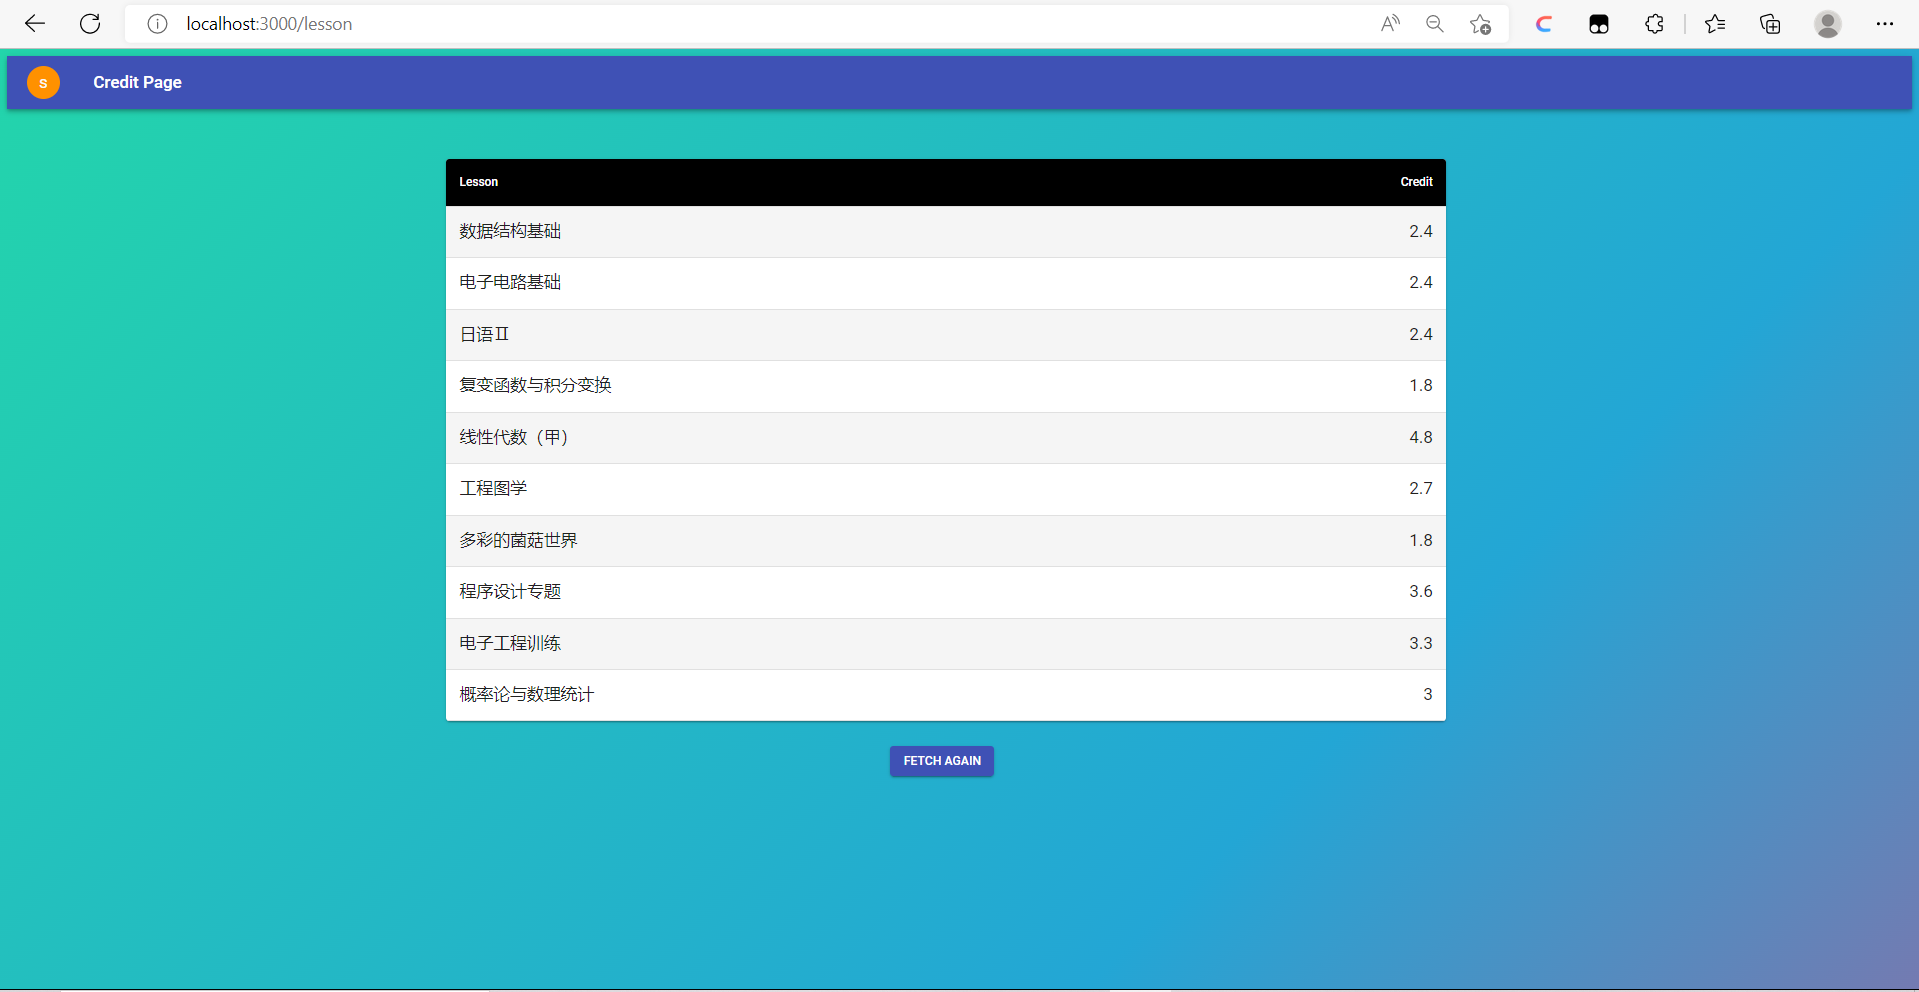 localhost:3000/lesson
S Credit Page
Lesson Credit
数据结构基础 2.4
电子电路基础 2.4
日语Ⅱ 2.4
复变函数与积分变换 1.8
线性代数（甲） 4.8
工程图学 2.7
多彩的菌菇世界 1.8
程序设计专题 3.6
电子工程训练 3.3
概率论与数理统计 3
FETCH AGAIN